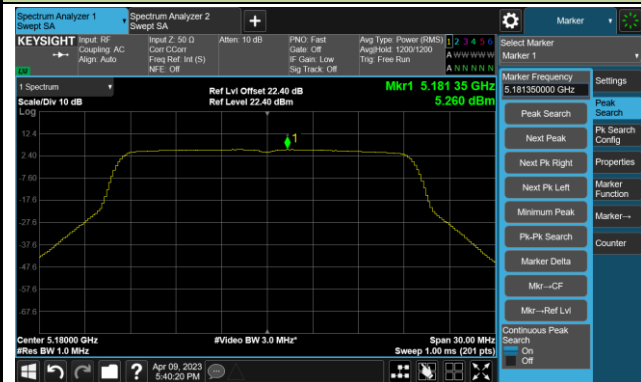 Spectrum Analyzer 1
Swept SA
Spectrum Analyzer 2
Swept SA
Marker
KEYSIGHT
Input: RF
Coupling: AC
Align: Auto
Input Z: 50 Ω
Corr CCorr
Freq Ref: Int (S)
NFE: Off
Atten: 10 dB
PNO: Fast
Gate: Off
IF Gain: Low
Sig Track: Off
Avg Type: Power (RMS)
Avg|Hold: 1200/1200
Trig: Free Run
1 2 3 4 5 6
A W W W W W
A N N N N N
LXI
Select Marker
Marker 1
1 Spectrum
Scale/Div 10 dB
Log
Ref Lvl Offset 22.40 dB
Ref Level 22.40 dBm
Mkr1 5.181 35 GHz
5.260 dBm
12.4
2.40
-7.60
-17.6
-27.6
-37.6
-47.6
-57.6
-67.6
1
Center 5.18000 GHz
#Res BW 1.0 MHz
#Video BW 3.0 MHz*
Span 30.00 MHz
Sweep 1.00 ms (201 pts)
Marker Frequency
5.181350000 GHz
Peak Search
Next Peak
Next Pk Right
Next Pk Left
Minimum Peak
Pk-Pk Search
Marker Delta
Mkr→CF
Mkr→Ref Lvl
Continuous Peak
Search
On
Off
Settings
Peak
Search
Pk Search
Config
Properties
Marker
Function
Marker→
Counter
?
Apr 09, 2023
5:40:20 PM